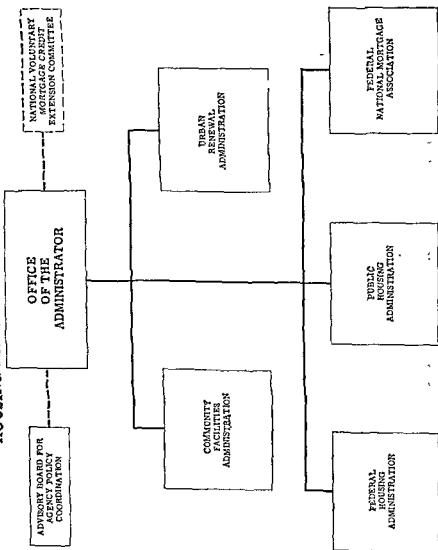 ADVISORY BOARD FOR
AGENCY POLICY
COORDINATION
OFFICE
OF THE
ADMINISTRATOR
NATIONAL VOLUNTARY
MORTGAGE CREDIT
EXTENSION COMMITTEE
COMMUNITY
FACILITIES
ADMINISTRATION
URBAN
RENEWAL
ADMINISTRATION
FEDERAL
HOUSING
ADMINISTRATION
PUBLIC
HOUSING
ADMINISTRATION
FEDERAL
NATIONAL MORTGAGE
ASSOCIATION